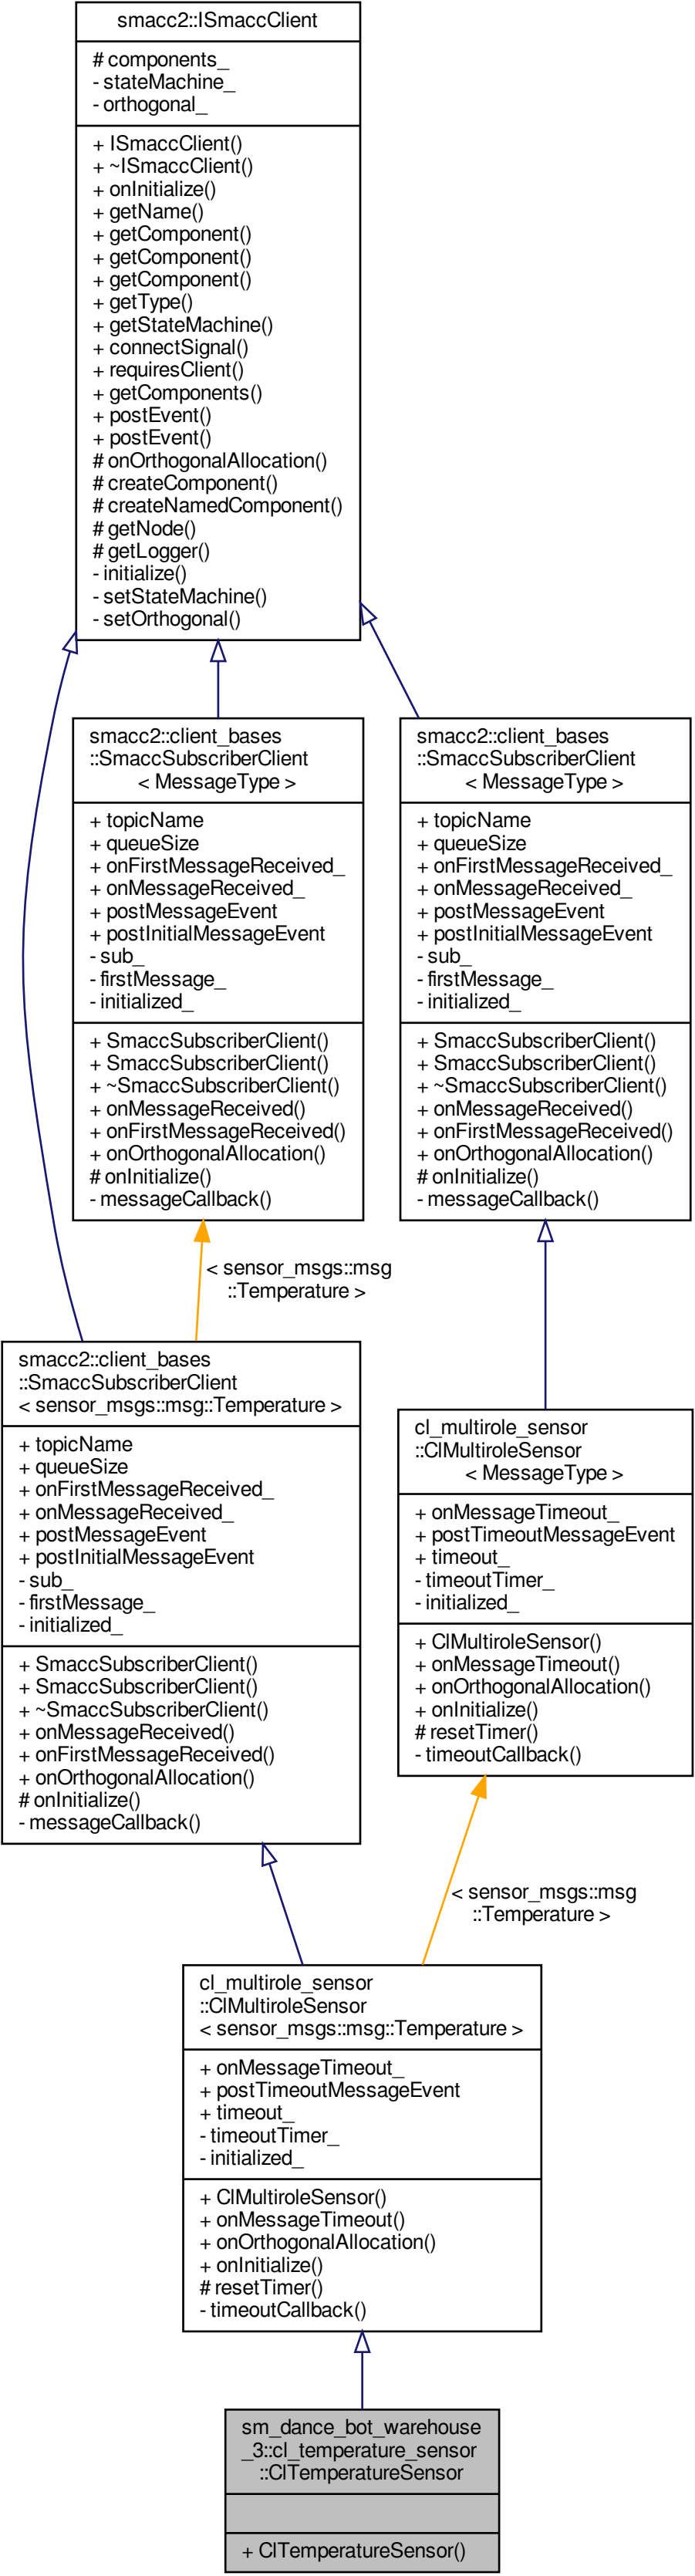 smacc2::ISmaccClient
# components_
- stateMachine_
- orthogonal_
+ ISmaccClient()
+ ~ISmaccClient()
+ onInitialize()
+ getName()
+ getComponent()
+ getComponent()
+ getComponent()
+ getType()
+ getStateMachine()
+ connectSignal()
+ requiresClient()
+ getComponents()
+ postEvent()
+ postEvent()
# onOrthogonalAllocation()
# createComponent()
# createNamedComponent()
# getNode()
# getLogger()
- initialize()
- setStateMachine()
- setOrthogonal()
smacc2::client_bases
::SmaccSubscriberClient
< MessageType >
+ topicName
+ queueSize
+ onFirstMessageReceived_
+ onMessageReceived_
+ postMessageEvent
+ postInitialMessageEvent
- sub_
- firstMessage_
- initialized_
+ SmaccSubscriberClient()
+ SmaccSubscriberClient()
+ ~SmaccSubscriberClient()
+ onMessageReceived()
+ onFirstMessageReceived()
+ onOrthogonalAllocation()
# onInitialize()
- messageCallback()
smacc2::client_bases
::SmaccSubscriberClient
< MessageType >
+ topicName
+ queueSize
+ onFirstMessageReceived_
+ onMessageReceived_
+ postMessageEvent
+ postInitialMessageEvent
- sub_
- firstMessage_
- initialized_
+ SmaccSubscriberClient()
+ SmaccSubscriberClient()
+ ~SmaccSubscriberClient()
+ onMessageReceived()
+ onFirstMessageReceived()
+ onOrthogonalAllocation()
# onInitialize()
- messageCallback()
< sensor_msgs::msg
::Temperature >
smacc2::client_bases
::SmaccSubscriberClient
< sensor_msgs::msg::Temperature >
+ topicName
+ queueSize
+ onFirstMessageReceived_
+ onMessageReceived_
+ postMessageEvent
+ postInitialMessageEvent
- sub_
- firstMessage_
- initialized_
+ SmaccSubscriberClient()
+ SmaccSubscriberClient()
+ ~SmaccSubscriberClient()
+ onMessageReceived()
+ onFirstMessageReceived()
+ onOrthogonalAllocation()
# onInitialize()
- messageCallback()
cl_multirole_sensor
::ClMultiroleSensor
< MessageType >
+ onMessageTimeout_
+ postTimeoutMessageEvent
+ timeout_
- timeoutTimer_
- initialized_
+ ClMultiroleSensor()
+ onMessageTimeout()
+ onOrthogonalAllocation()
+ onInitialize()
# resetTimer()
- timeoutCallback()
< sensor_msgs::msg
::Temperature >
cl_multirole_sensor
::ClMultiroleSensor
< sensor_msgs::msg::Temperature >
+ onMessageTimeout_
+ postTimeoutMessageEvent
+ timeout_
- timeoutTimer_
- initialized_
+ ClMultiroleSensor()
+ onMessageTimeout()
+ onOrthogonalAllocation()
+ onInitialize()
# resetTimer()
- timeoutCallback()
sm_dance_bot_warehouse
_3::cl_temperature_sensor
::ClTemperatureSensor
+ ClTemperatureSensor()